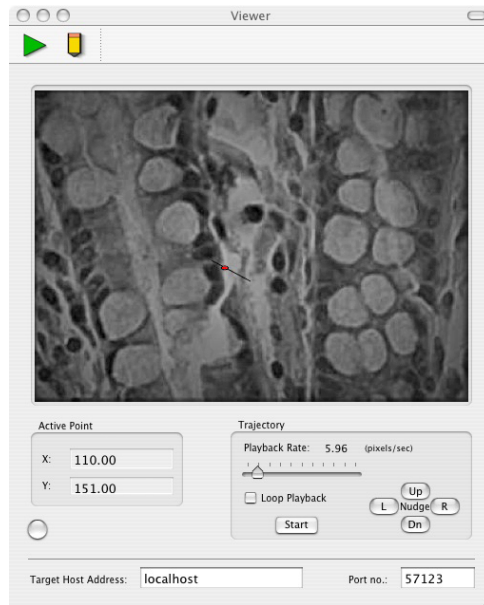 Viewer
Active Point
X: 110.00
Y: 151.00
Trajectory
Playback Rate: 5.96 (pixels/sec)
Loop Playback
Start
Up
L Nudge R
Dn
Target Host Address: localhost
Port no.: 57123